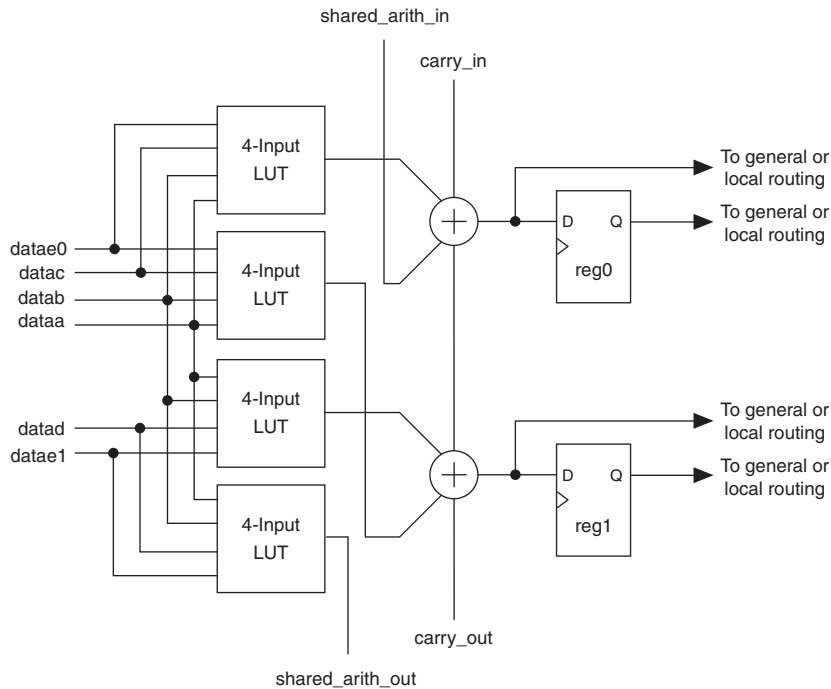 shared_arith_in
carry_in
4-Input
LUT
To general or
local routing
D Q
To general or
local routing
reg0
datae0
datac
datab
dataa
4-Input
LUT
4-Input
LUT
To general or
local routing
datad
datae1
D Q
To general or
local routing
reg1
4-Input
LUT
carry_out
shared_arith_out